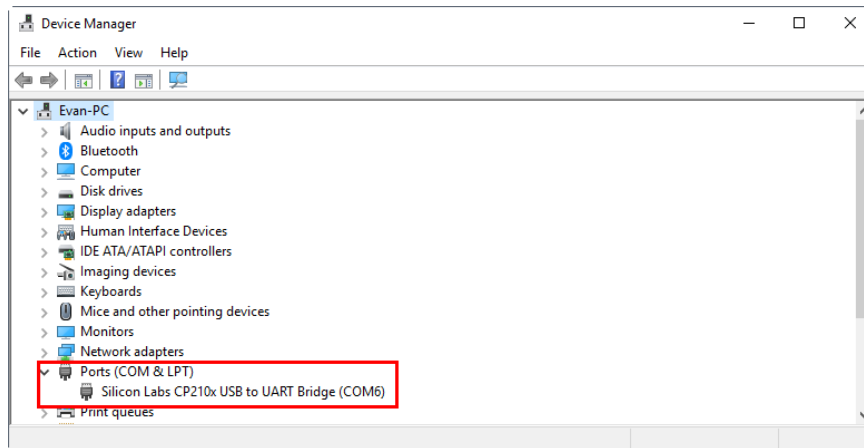 Device Manager
File Action View Help
Evan-PC
Audio inputs and outputs
Bluetooth
Computer
Disk drives
Display adapters
Human Interface Devices
IDE ATA/ATAPI controllers
Imaging devices
Keyboards
Mice and other pointing devices
Monitors
Network adapters
Ports (COM & LPT)
Silicon Labs CP210x USB to UART Bridge (COM6)
Print queues